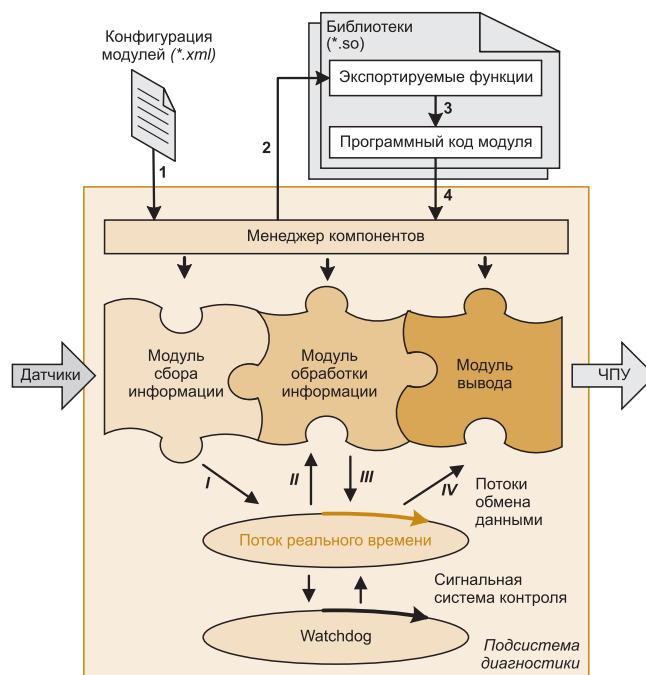 Конфигурация
модулей (*.xml)
Библиотеки
(*.so)
Экспортируемые функции
3
Программный код модуля
1
2
4
Менеджер компонентов
Датчики
Модуль
сбора
информации
Модуль
обработки
информации
Модуль
вывода
ЧПУ
I
II
III
IV
Потоки
обмена
данными
Поток реального времени
Сигнальная
система контроля
Watchdog
Подсистема
диагностики